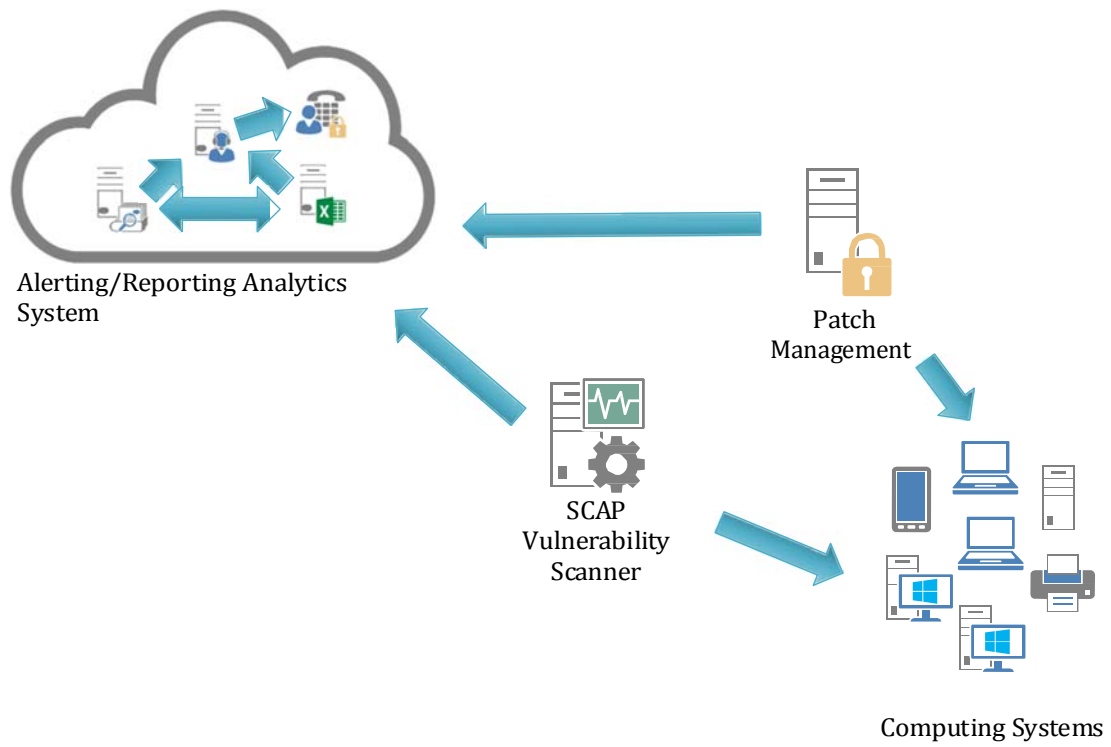 Alerting/Reporting Analytics
System
Patch
Management
SCAP
Vulnerability
Scanner
Computing Systems